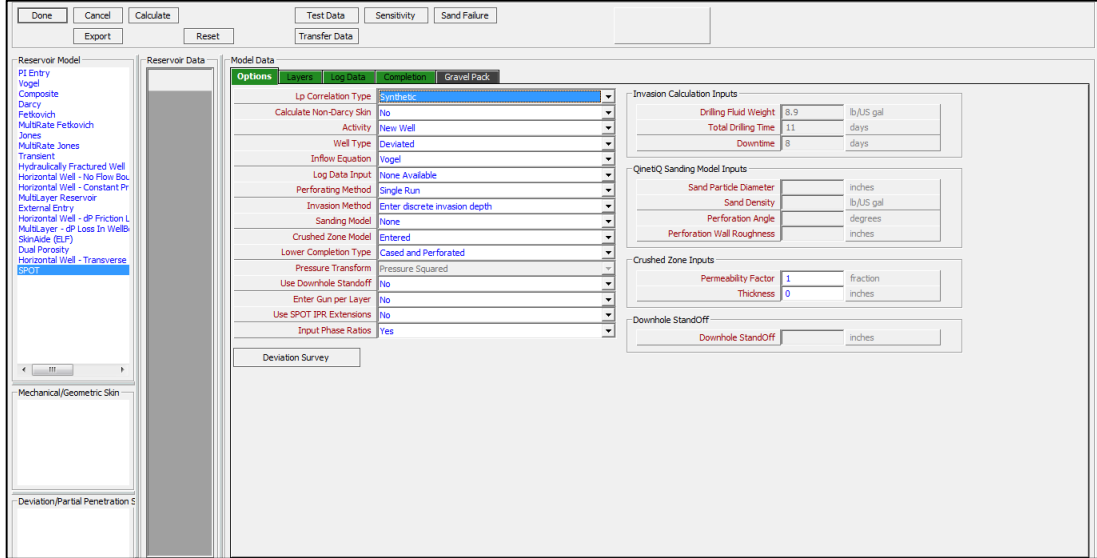 Done Cancel Calculate Test Data Sensitivity Sand Failure
Export Reset Transfer Data
Reservoir Model
PI Entry
Vogel
Composite
Darcy
Fetkovich
MultiRate Fetkovich
Jones
MultiRate Jones
Transient
Hydraulically Fractured Well
Horizontal Well - No Flow Bou
Horizontal Well - Constant Pr
MultiLayer Reservoir
External Entry
Horizontal Well - dP Friction L
MultiLayer - dP Loss In WellB
SkinAide (ELF)
Dual Porosity
Horizontal Well - Transverse
SPOT
Mechanical/Geometric Skin
Deviation/Partial Penetration S
Reservoir Data
Model Data
Options Layers Log Data Completion Gravel Pack
Lp Correlation Type Synthetic
Calculate Non-Darcy Skin No
Activity New Well
Well Type Deviated
Inflow Equation Vogel
Log Data Input None Available
Perforating Method Single Run
Invasion Method Enter discrete invasion depth
Sanding Model None
Crushed Zone Model Entered
Lower Completion Type Cased and Perforated
Pressure Transform Pressure Squared
Use Downhole Standoff No
Enter Gun per Layer No
Use SPOT IPR Extensions No
Input Phase Ratios Yes
Deviation Survey
Invasion Calculation Inputs
Drilling Fluid Weight 8.9 lb/US gal
Total Drilling Time 11 days
Downtime 8 days
QinetiQ Sanding Model Inputs
Sand Particle Diameter inches
Sand Density lb/US gal
Perforation Angle degrees
Perforation Wall Roughness inches
Crushed Zone Inputs
Permeability Factor 1 fraction
Thickness 0 inches
Downhole StandOff
Downhole StandOff inches